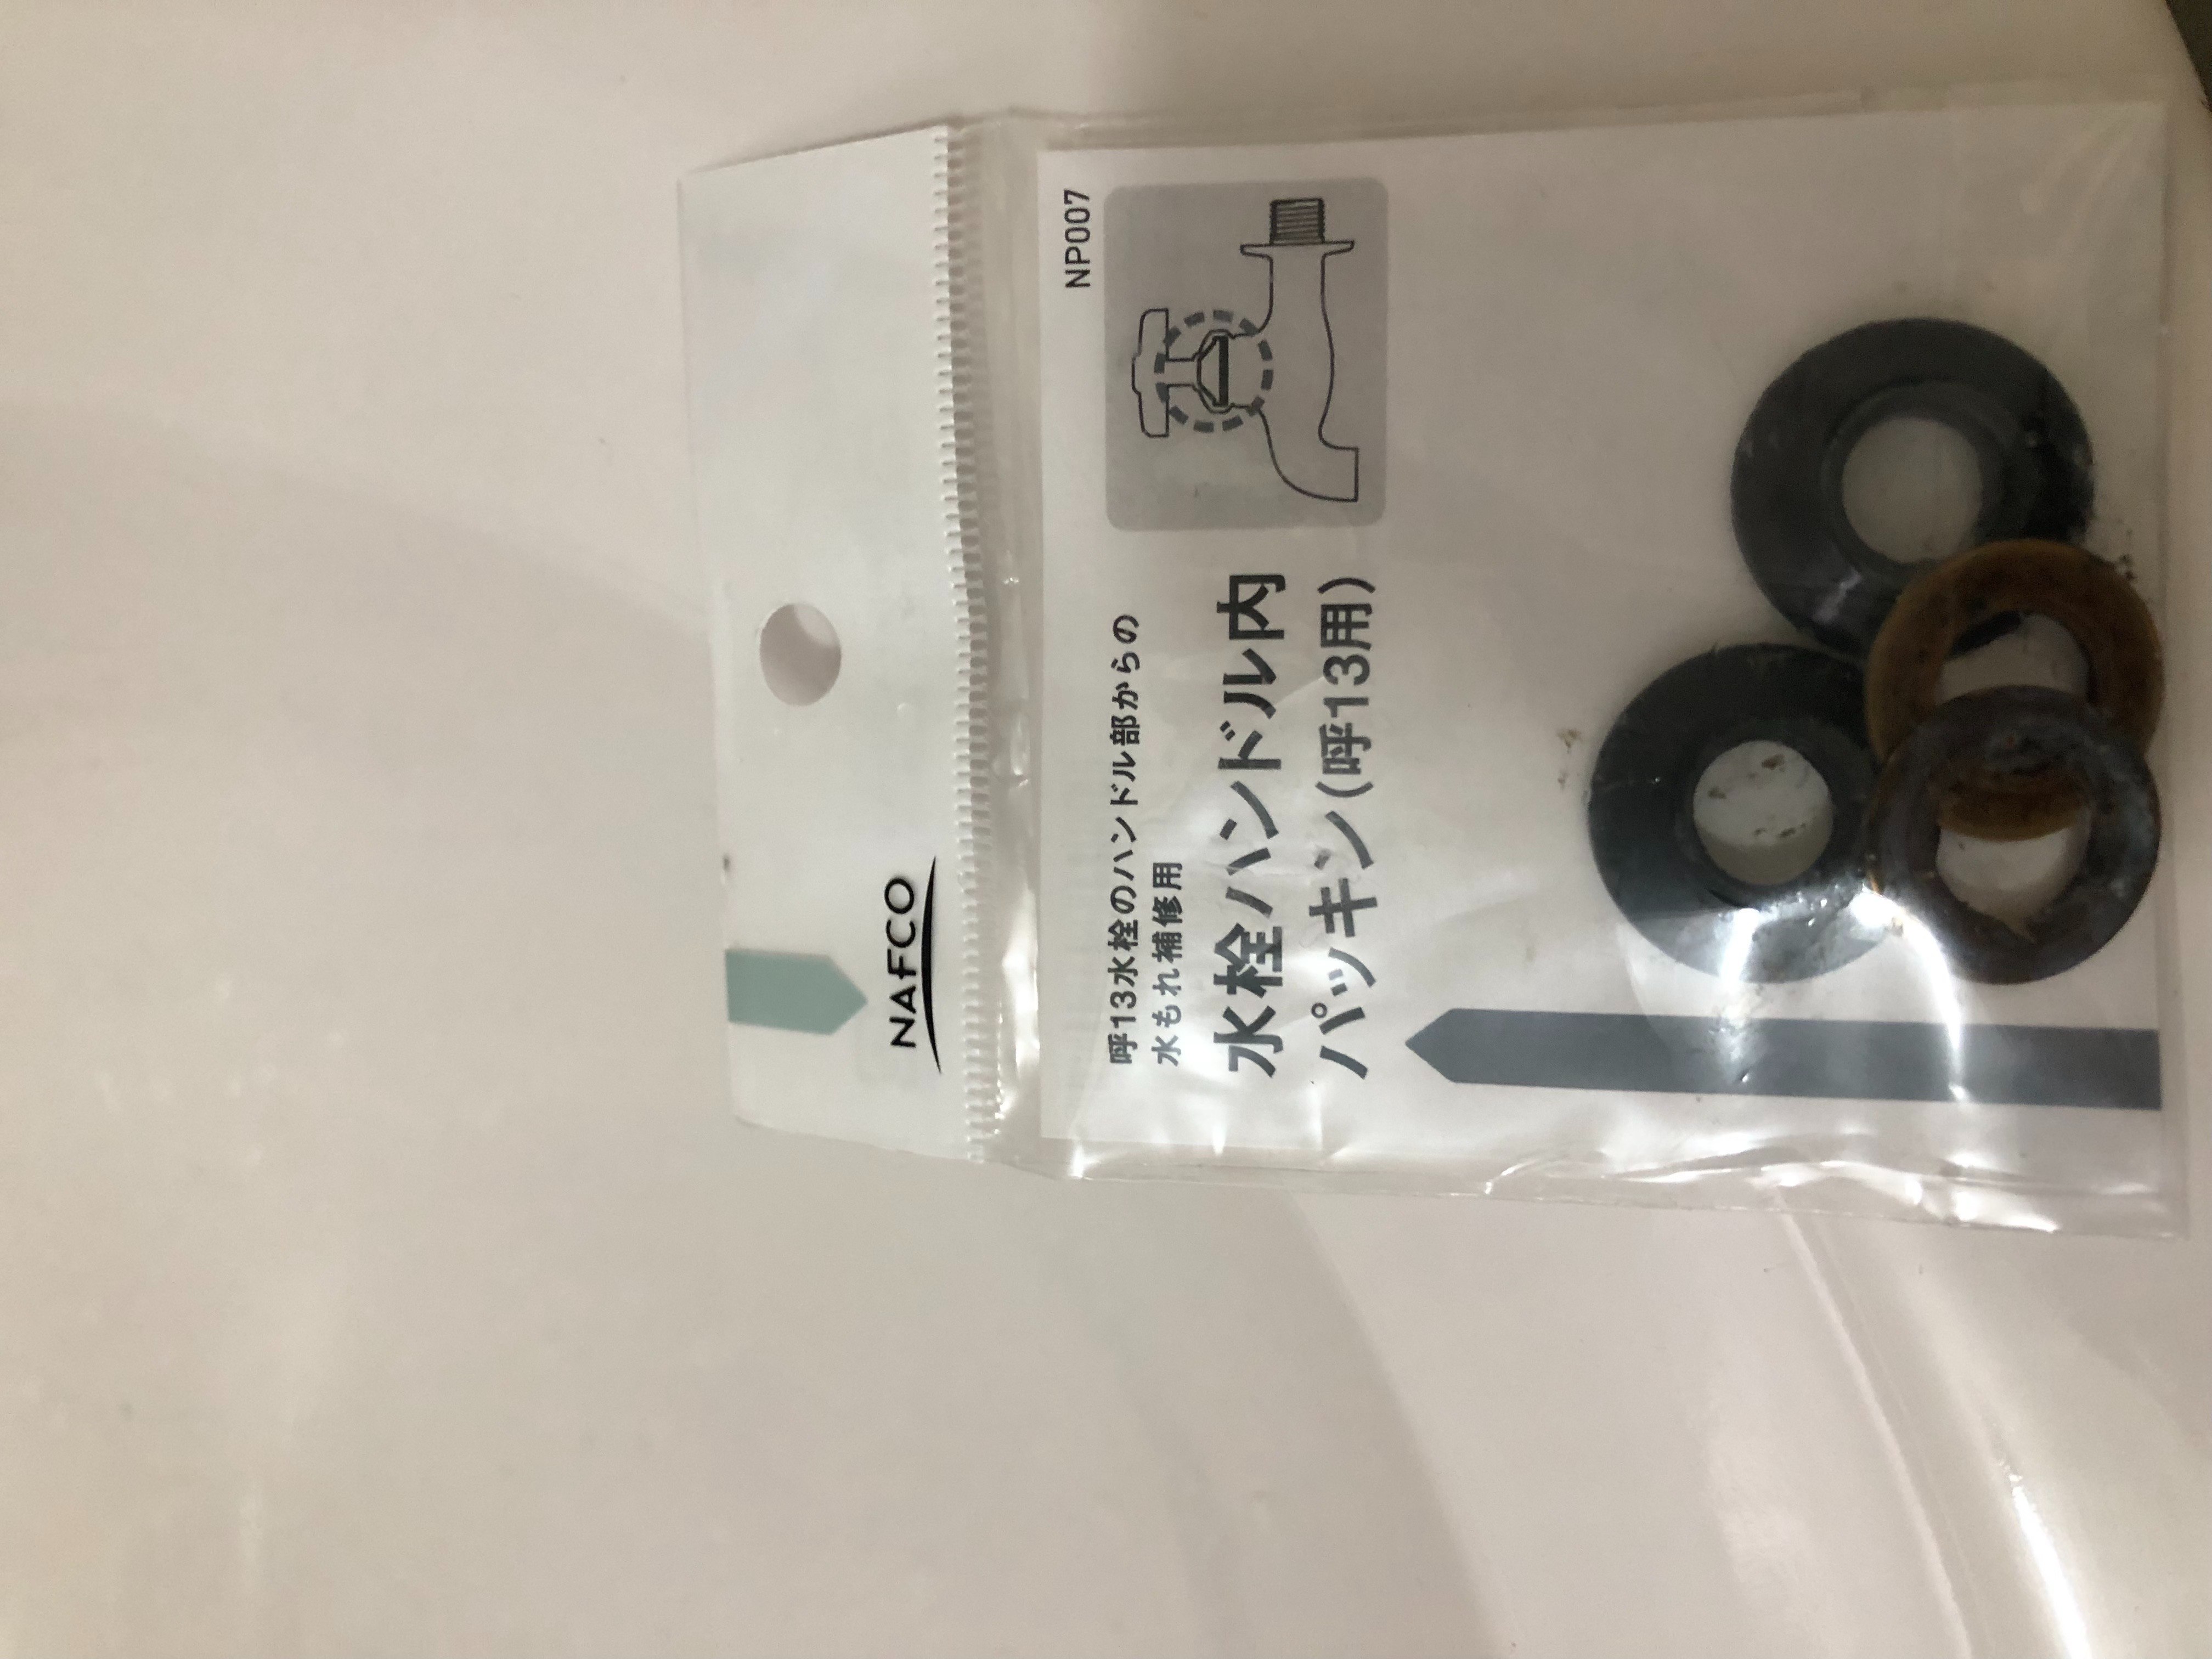 NAFCO
NP007
呼13水栓のハンドル部からの
水もれ補修用
水栓ハンドル内
パッキン(呼13用)